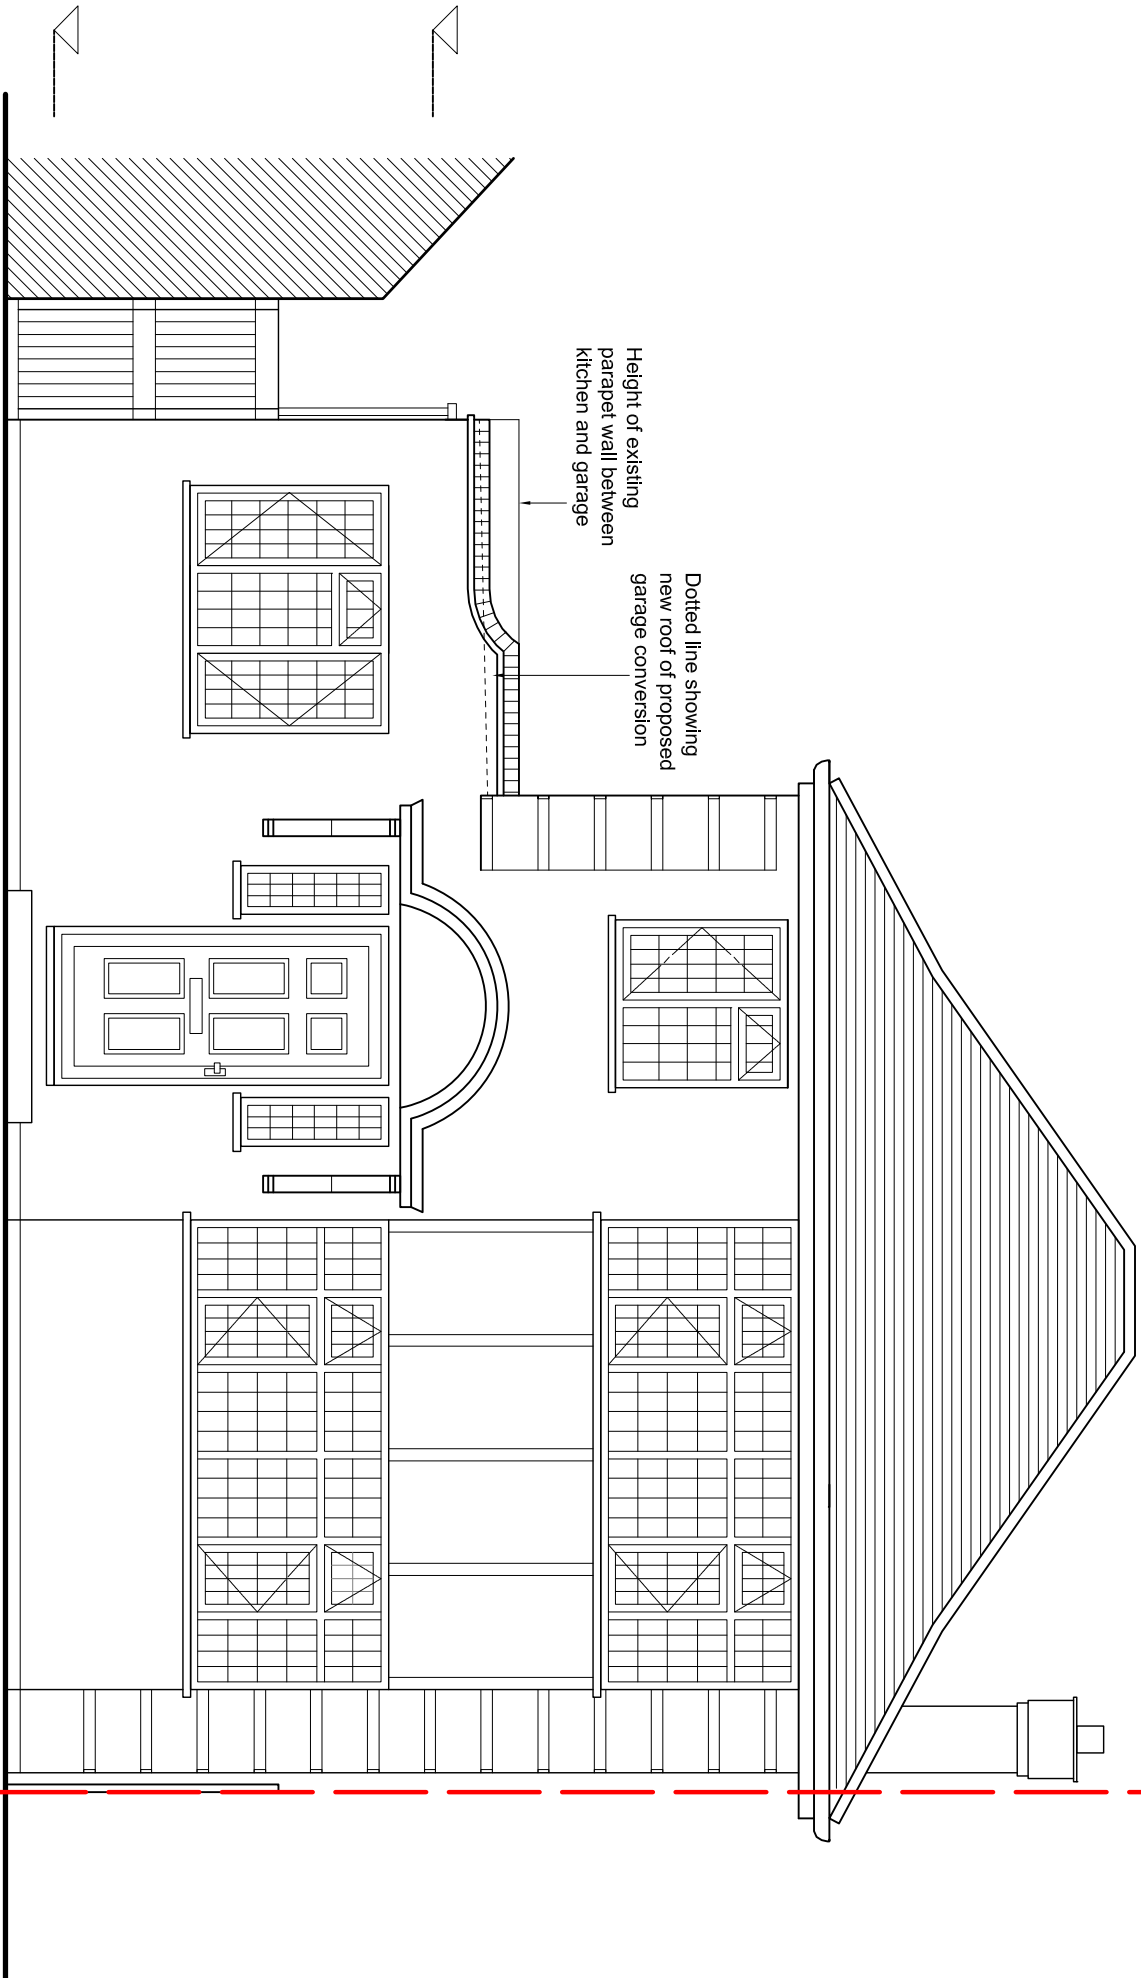 Height of existing
parapet wall between
kitchen and garage
Dotted line showing
new roof of proposed
garage conversion